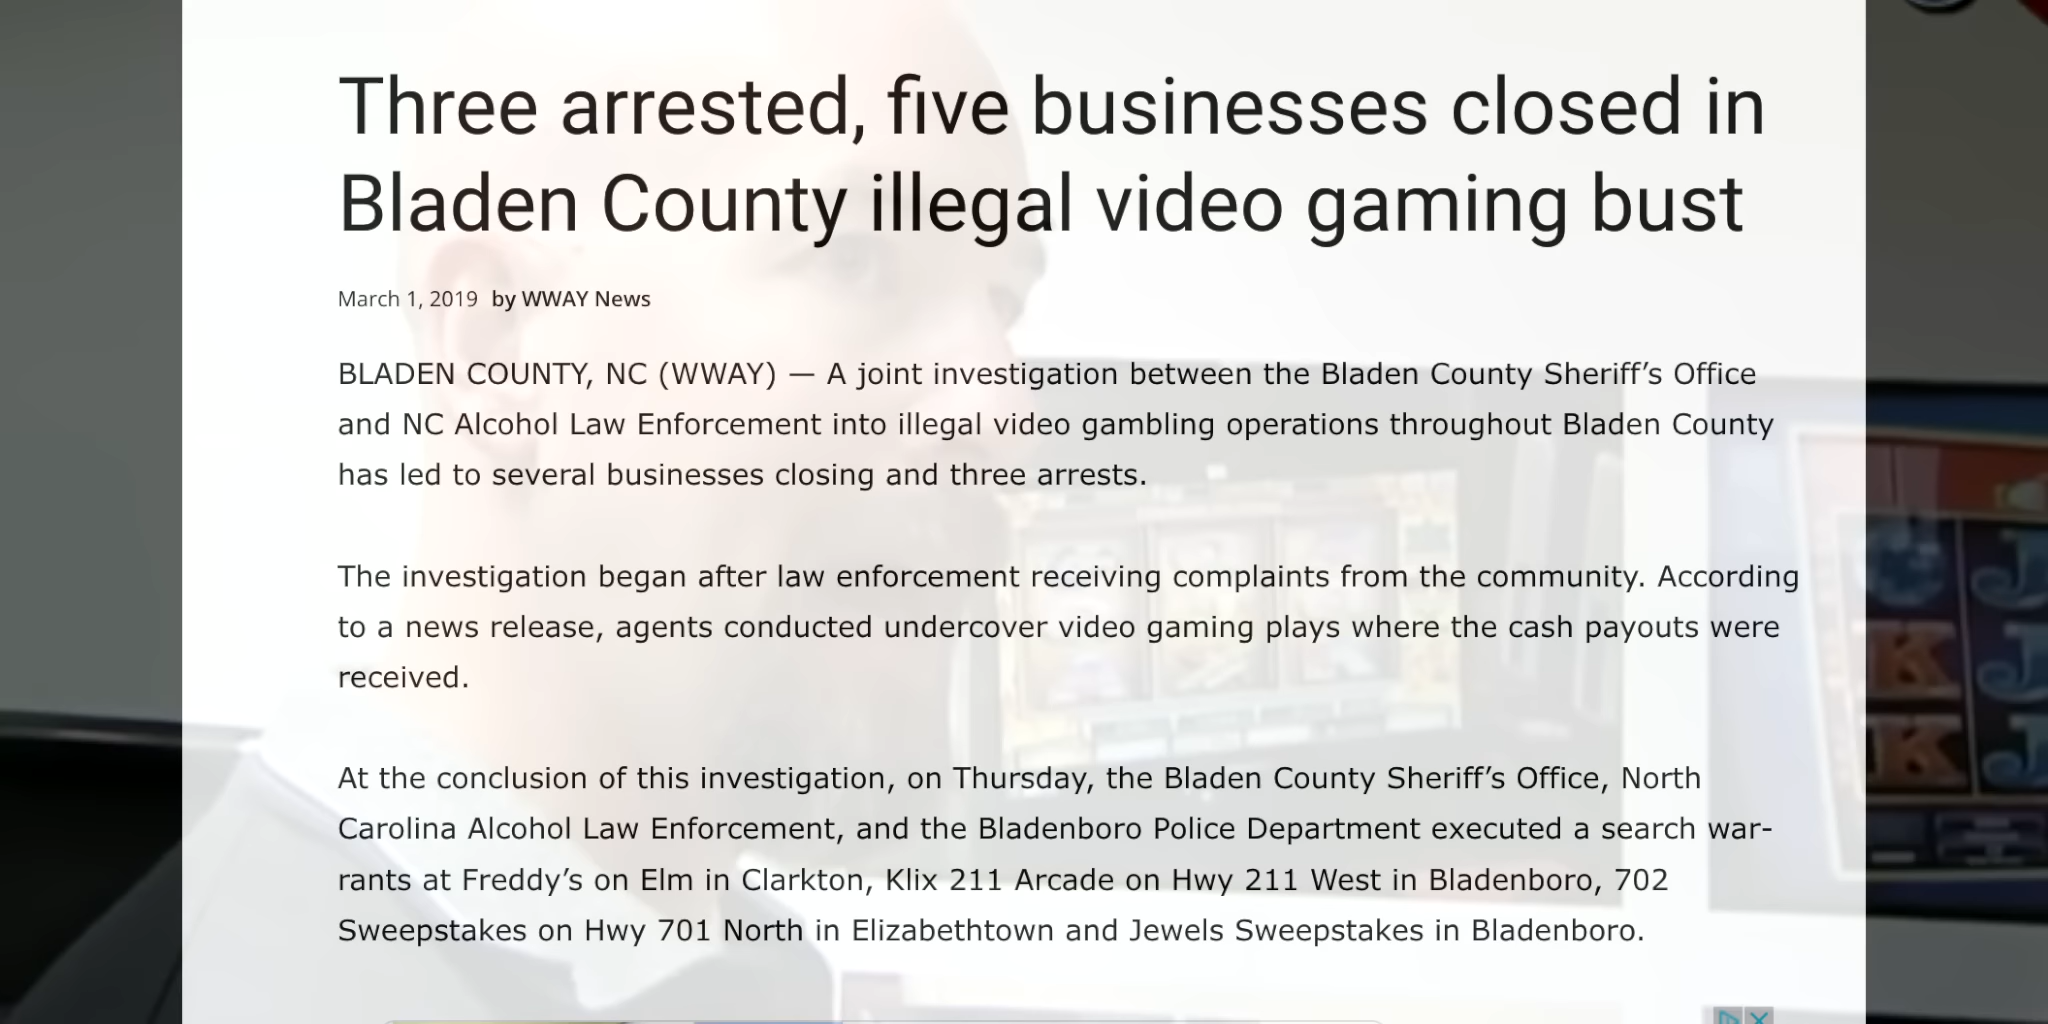 Three arrested, five businesses closed in
Bladen County illegal video gaming bust
March 1, 2019 by WWAY News
BLADEN COUNTY, NC (WWAY) — A joint investigation between the Bladen County Sheriff’s Office
and NC Alcohol Law Enforcement into illegal video gambling operations throughout Bladen County
has led to several businesses closing and three arrests.
The investigation began after law enforcement receiving complaints from the community. According
to a news release, agents conducted undercover video gaming plays where the cash payouts were
received.
At the conclusion of this investigation, on Thursday, the Bladen County Sheriff’s Office, North
Carolina Alcohol Law Enforcement, and the Bladenboro Police Department executed a search war-
rants at Freddy’s on Elm in Clarkton, Klix 211 Arcade on Hwy 211 West in Bladenboro, 702
Sweepstakes on Hwy 701 North in Elizabethtown and Jewels Sweepstakes in Bladenboro.
J
K J
K J